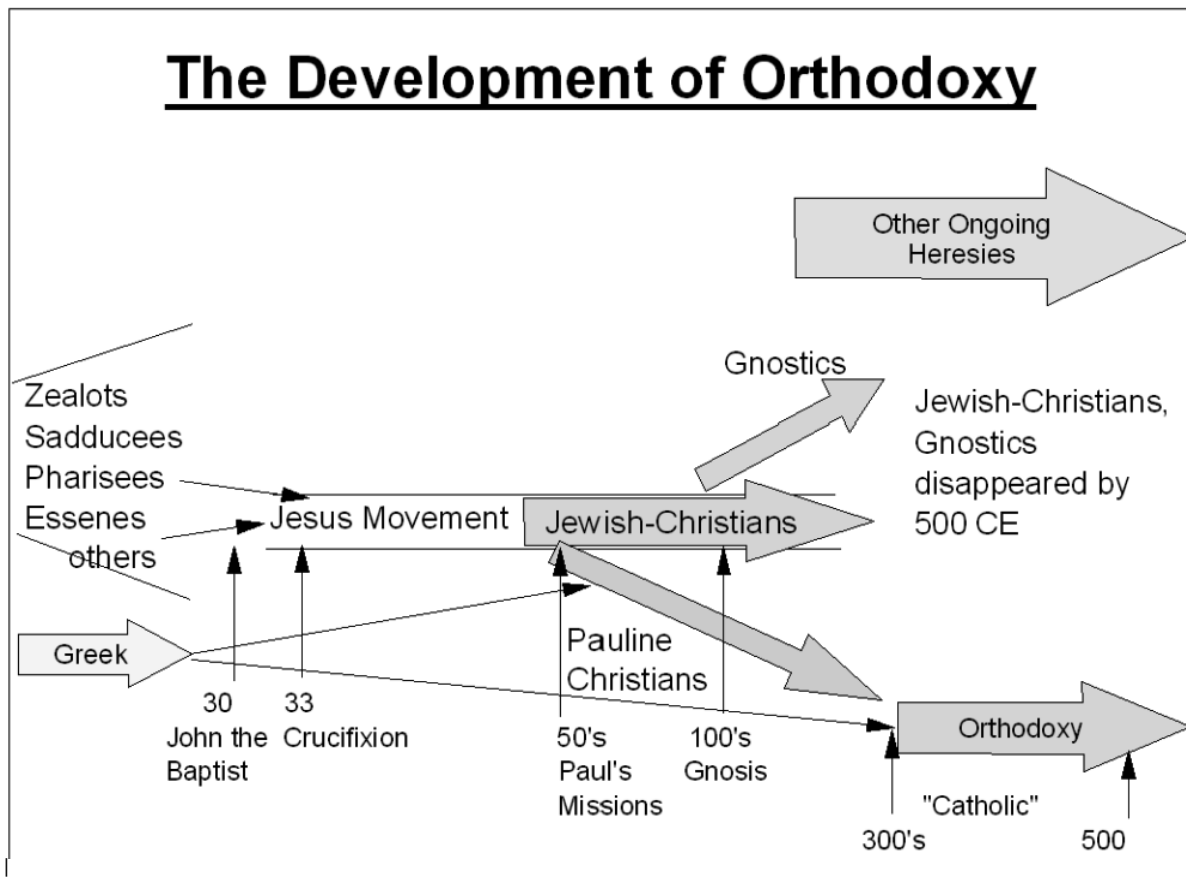 The Development of Orthodoxy
Other Ongoing
Heresies
Gnostics
Zealots
Sadducees
Pharisees
Essenes
others
Jesus Movement
Jewish-Christians
Jewish-Christians,
Gnostics
disappeared by
500 CE
Greek
Pauline
Christians
30
John the
Baptist
33
Crucifixion
50's
Paul's
Missions
100's
Gnosis
Orthodoxy
"Catholic"
300's
500